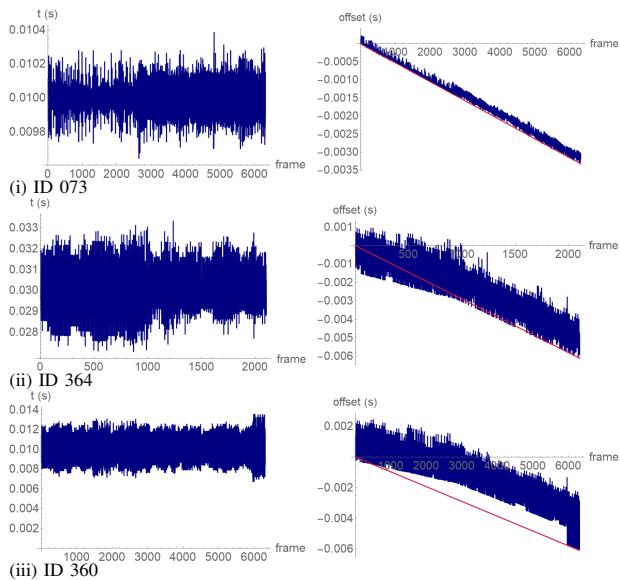 t (s)
0.0104
0.0102
0.0100
0.0098
0 1000 2000 3000 4000 5000 6000
frame
offset (s)
1000 2000 3000 4000 5000 6000
frame
−0.0005
−0.0010
−0.0015
−0.0020
−0.0025
−0.0030
−0.0035
(i) ID 073
t (s)
0.033
0.032
0.031
0.030
0.029
0.028
0 500 1000 1500 2000
frame
offset (s)
0.001
500 1000 1500 2000
frame
−0.001
−0.002
−0.003
−0.004
−0.005
−0.006
(ii) ID 364
t (s)
0.014
0.012
0.010
0.008
0.006
0.004
0.002
1000 2000 3000 4000 5000 6000
frame
offset (s)
0.002
1000 2000 3000 4000 5000 6000
frame
−0.002
−0.004
−0.006
(iii) ID 360